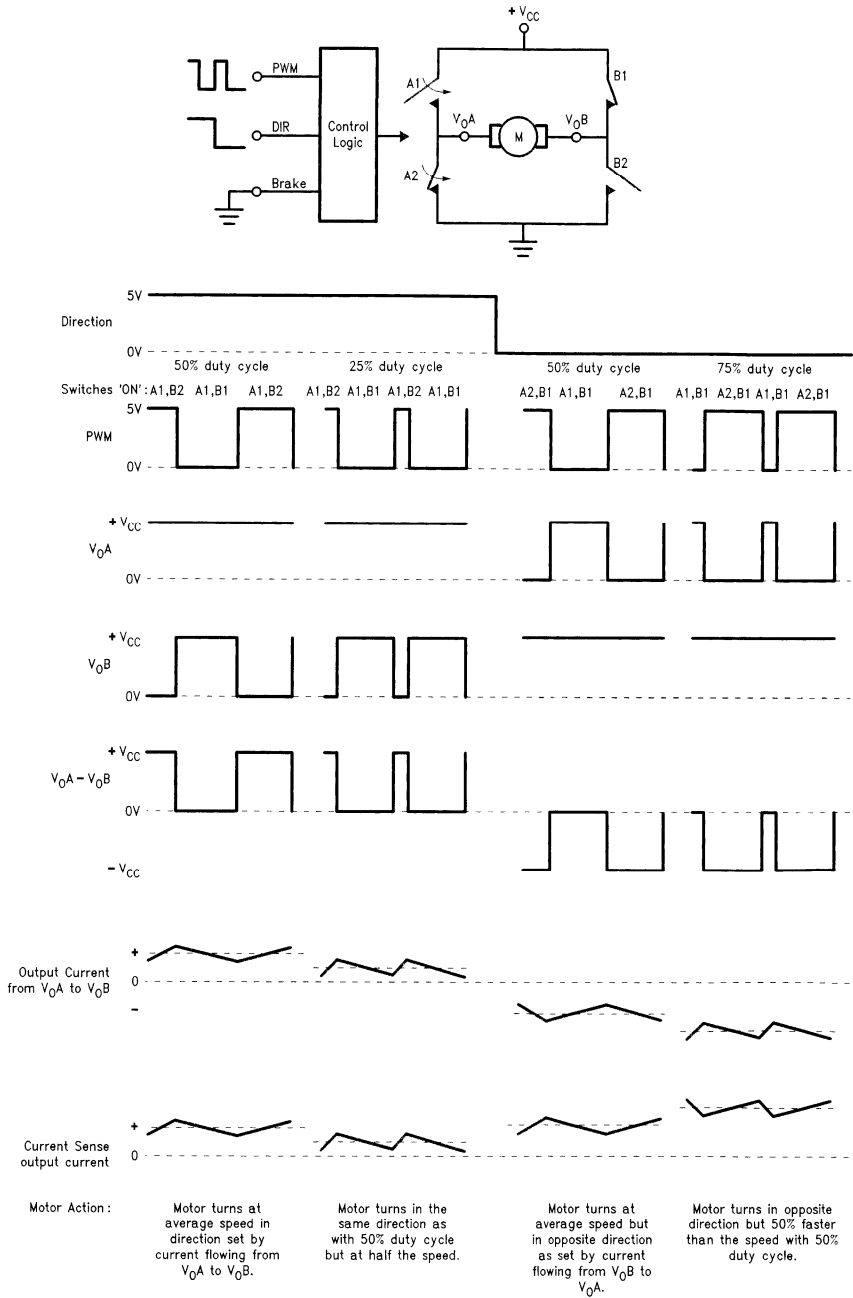 + VCC
PWM
DIR
Brake
Control
Logic
A1
B1
VOA
M
VOB
A2
B2
Direction
5V
0V
50% duty cycle
25% duty cycle
50% duty cycle
75% duty cycle
Switches 'ON': A1,B2 A1,B1 A1,B2 A1,B2 A1,B1 A1,B2 A1,B1 A2,B1 A1,B1 A2,B1 A1,B1 A2,B1 A1,B1 A2,B1
5V
PWM
0V
+ VCC
VOA
0V
+ VCC
VOB
0V
+ VCC
VOA – VOB
0V
– VCC
+
Output Current
from VOA to VOB
0
–
+
Current Sense
output current
0
Motor Action:
Motor turns at
average speed in
direction set by
current flowing from
VOA to VOB.
Motor turns in the
same direction as
with 50% duty cycle
but at half the speed.
Motor turns at
average speed but
in opposite direction
as set by current
flowing from VOB to
VOA.
Motor turns in opposite
direction but 50% faster
than the speed with 50%
duty cycle.